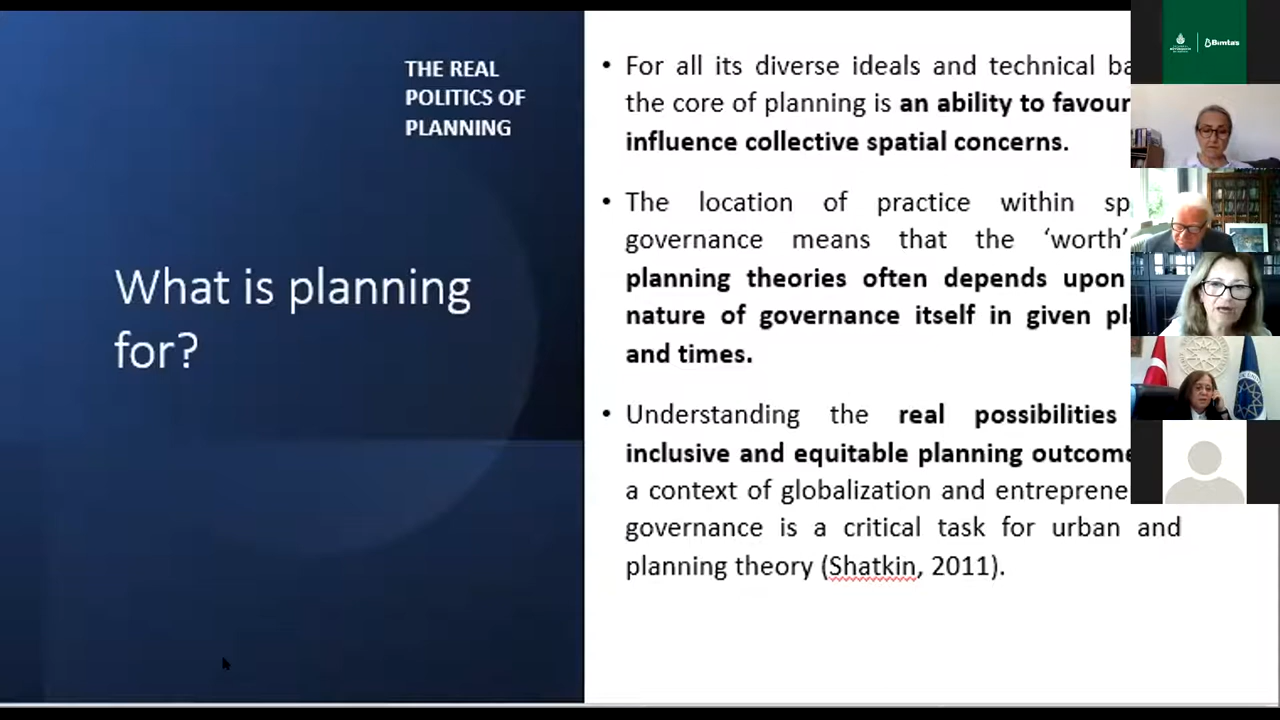 THE REAL
POLITICS OF
PLANNING
What is planning
for?
• For all its diverse ideals and technical ba
the core of planning is an ability to favour
influence collective spatial concerns.
• The location of practice within sp
governance means that the ‘worth’
planning theories often depends upon
nature of governance itself in given pl
and times.
• Understanding the real possibilities
inclusive and equitable planning outcome
a context of globalization and entreprene
governance is a critical task for urban and
planning theory (Shatkin, 2011).
Bimtaş